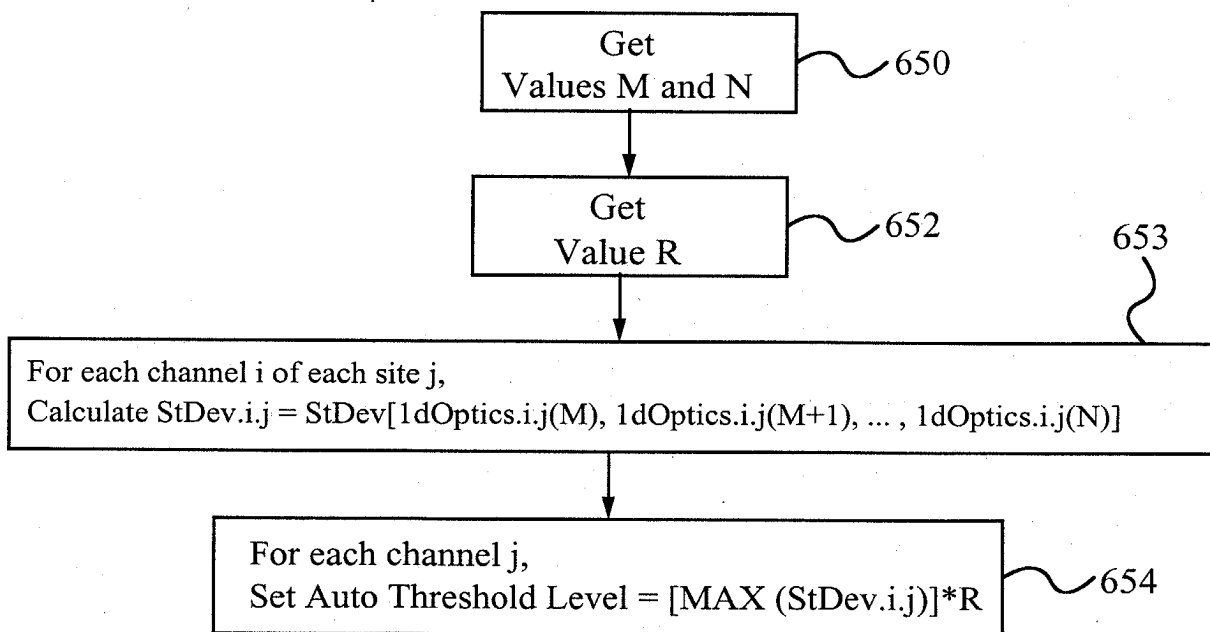 Get
Values M and N
650
Get
Value R
652
653
For each channel i of each site j,
Calculate StDev.i.j = StDev[1dOptics.i.j(M), 1dOptics.i.j(M+1), ... , 1dOptics.i.j(N)]
For each channel j,
Set Auto Threshold Level = [MAX (StDev.i.j)]*R
654